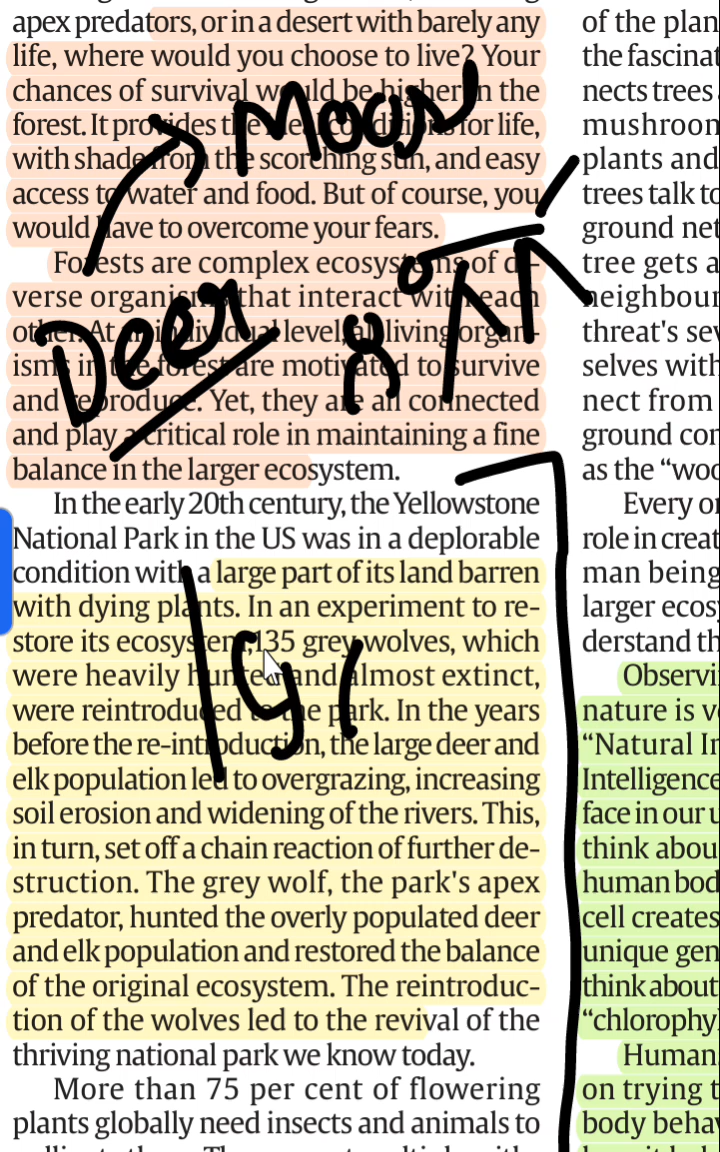 apex predators, or in a desert with barely any
life, where would you choose to live? Your
chances of survival would be higher in the
forest. It provides the ideal conditions for life,
with shade from the scorching sun, and easy
access to water and food. But of course, you
would have to overcome your fears.
Forests are complex ecosystems of di-
verse organisms that interact with each
other. At an individual level, all living organ-
isms in the forest are motivated to survive
and reproduce. Yet, they are all connected
and play a critical role in maintaining a fine
balance in the larger ecosystem.
In the early 20th century, the Yellowstone
National Park in the US was in a deplorable
condition with a large part of its land barren
with dying plants. In an experiment to re-
store its ecosystem, 135 grey wolves, which
were heavily hunted and almost extinct,
were reintroduced to the park. In the years
before the re-introduction, the large deer and
elk population led to overgrazing, increasing
soil erosion and widening of the rivers. This,
in turn, set off a chain reaction of further de-
struction. The grey wolf, the park's apex
predator, hunted the overly populated deer
and elk population and restored the balance
of the original ecosystem. The reintroduc-
tion of the wolves led to the revival of the
thriving national park we know today.
More than 75 per cent of flowering
plants globally need insects and animals to
of the plan
the fascinat
nects trees
mushroom
plants and
trees talk to
ground net
tree gets a
neighbour
threat's sev
selves with
nect from
ground con
as the “woo
Every or
role in creat
man being
larger ecos
derstand th
Observi
nature is ve
“Natural In
Intelligence
face in our u
think abou
human bod
cell creates
unique gen
think about
“chlorophy
Human
on trying t
body behav
Deer